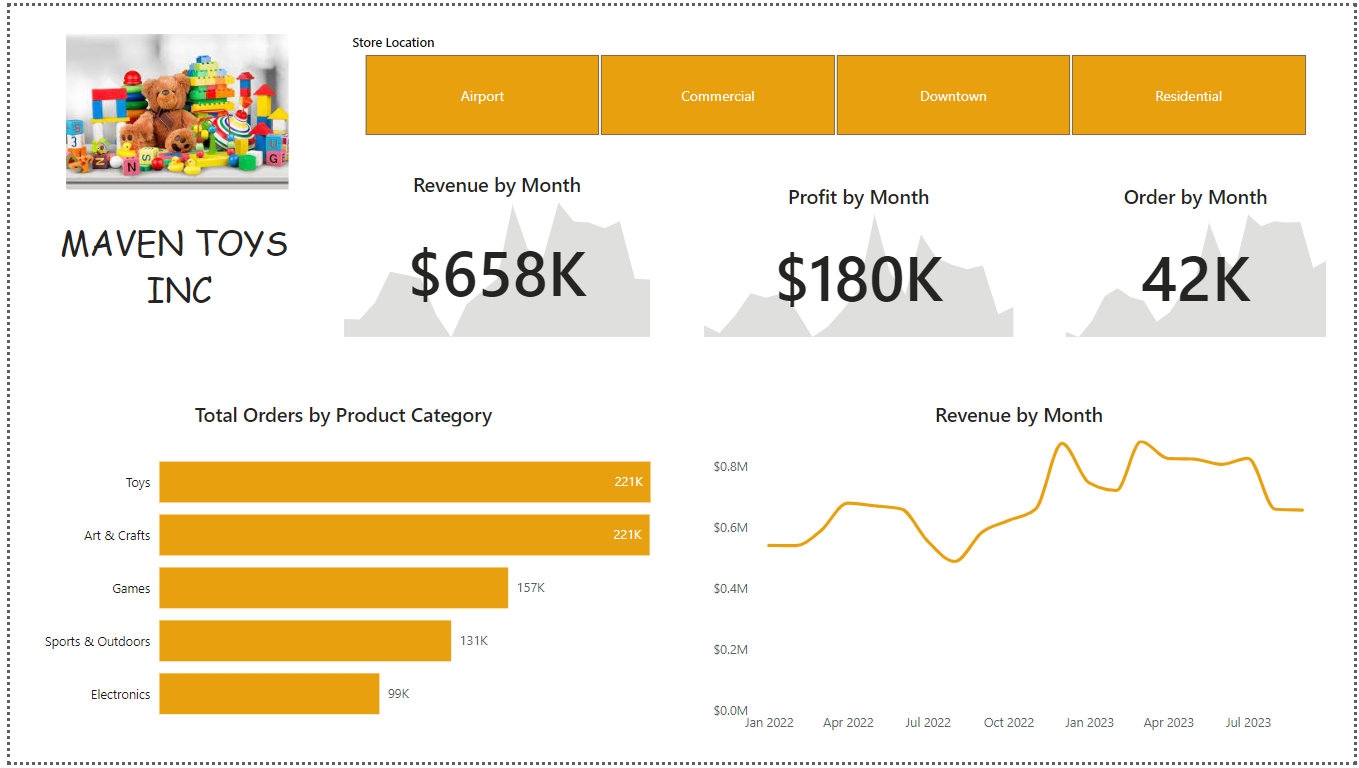 Store Location
Airport
Commercial
Downtown
Residential
MAVEN TOYS
INC
Revenue by Month
$658K
Profit by Month
$180K
Order by Month
42K
Total Orders by Product Category
Toys
221K
Art & Crafts
221K
Games
157K
Sports & Outdoors
131K
Electronics
99K
Revenue by Month
$0.8M
$0.6M
$0.4M
$0.2M
$0.0M
Jan 2022
Apr 2022
Jul 2022
Oct 2022
Jan 2023
Apr 2023
Jul 2023
3
N
N
S
U
G